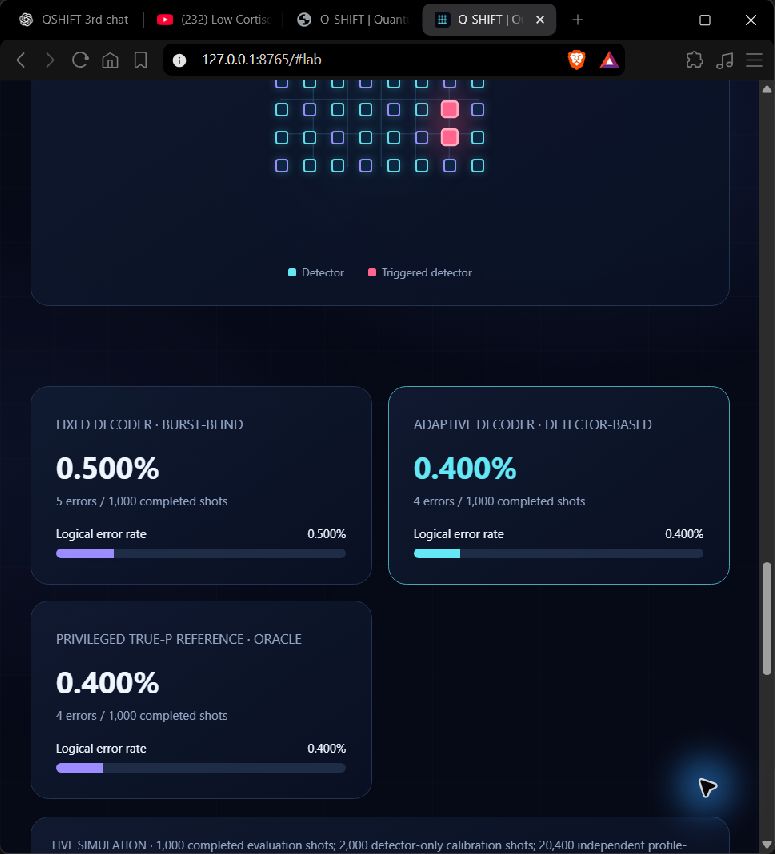 QSHIFT 3rd chat
(232) Low Cortis
Q-SHIFT | Quant
Q-SHIFT | Q
127.0.0.1:8765/#lab
Detector
Triggered detector
FIXED DECODER · BURST-BLIND
0.500%
5 errors / 1,000 completed shots
Logical error rate 0.500%
ADAPTIVE DECODER · DETECTOR-BASED
0.400%
4 errors / 1,000 completed shots
Logical error rate 0.400%
PRIVILEGED TRUE-P REFERENCE · ORACLE
0.400%
4 errors / 1,000 completed shots
Logical error rate 0.400%
LIVE SIMULATION · 1,000 completed evaluation shots; 2,000 detector-only calibration shots; 20,400 independent profile-